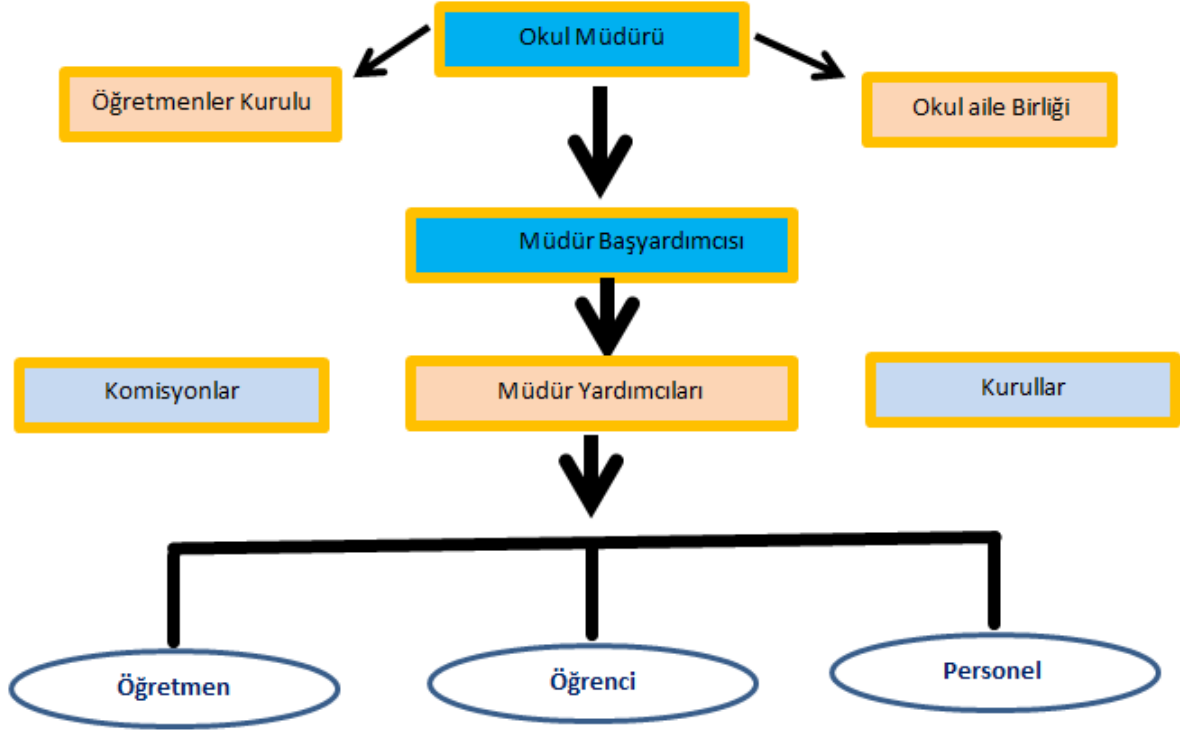 Okul Müdürü
Öğretmenler Kurulu
Okul aile Birliği
Müdür Başyardımcısı
Komisyonlar
Müdür Yardımcıları
Kurullar
Öğretmen
Öğrenci
Personel